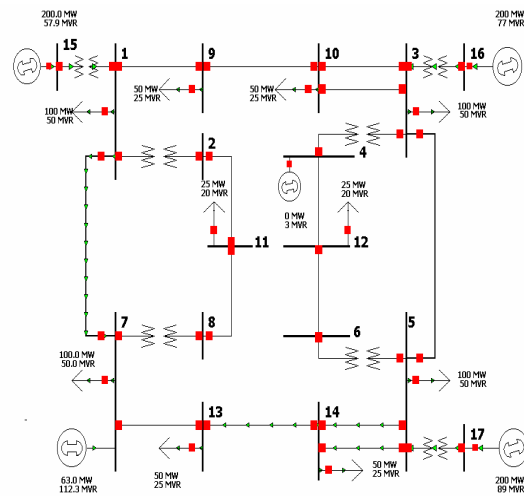 200.0 MW
57.9 MVR
15
1
9
10
3
16
200 MW
77 MVR
50 MW
25 MVR
50 MW
25 MVR
100 MW
50 MVR
100 MW
50 MVR
2
4
25 MW
20 MVR
25 MW
20 MVR
0 MW
3 MVR
11
12
7
8
6
5
100.0 MW
50.0 MVR
100 MW
50 MVR
13
14
17
63.0 MW
112.3 MVR
50 MW
25 MVR
50 MW
25 MVR
200 MW
89 MVR